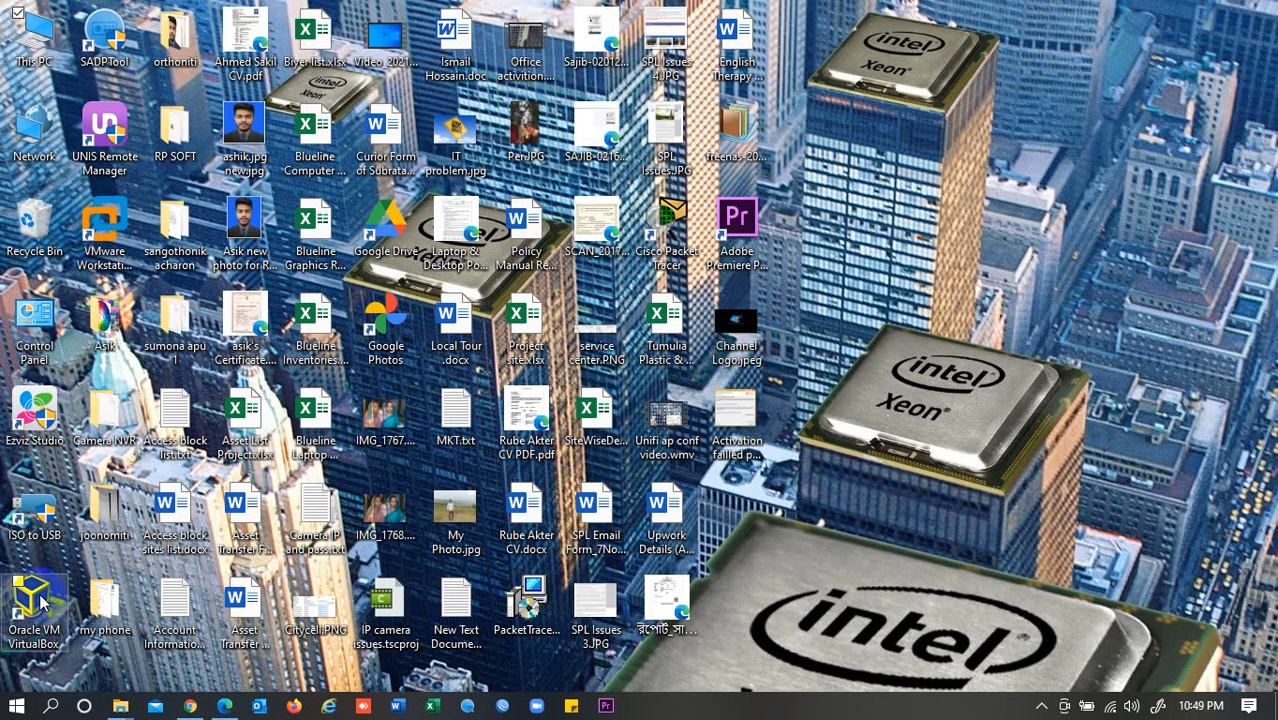 This PC
SADPTool
orthoniti
Ahmed Sakil
CV.pdf
Biyer list.xlsx
Video_2021...
Ismail
Hossain.doc
Office
activition....
Sajib-02012...
SPL Issues
4.JPG
English
Therapy ...
Network
UNIS Remote
Manager
RP SOFT
ashik.jpg
new.jpg
Blueline
Computer ...
Curior Form
of Subrata...
IT
problem.jpg
Per.JPG
SAJIB-0216...
SPL
Issues.JPG
freenas-20...
Recycle Bin
VMware
Workstati...
sangothonik
acharon
Asik new
photo for R...
Blueline
Graphics R...
Google Drive
Laptop &
Desktop Po...
Policy
Manual Re...
SCAN_2017...
Cisco Packet
Tracer
Adobe
Premiere P...
Control
Panel
Asik
sumona apu
1
asik's
Certificate....
Blueline
Inventories....
Google
Photos
Local Tour
.docx
Project
site.xlsx
service
center.PNG
Tumulia
Plastic & ...
Channel
Logo.jpeg
Ezviz Studio
Camera NVR
Access block
list.txt
Asset List
Project.xlsx
Blueline
Laptop ...
IMG_1767....
MKT.txt
Rube Akter
CV PDF.pdf
SiteWiseDe...
Unifi ap conf
video.wmv
Activation
failled p...
ISO to USB
joonomiti
Access block
sites list.docx
Asset
Transfer F...
Camera IP
and pass.txt
IMG_1768....
My
Photo.jpg
Rube Akter
CV.docx
SPL Email
Form_7No...
Upwork
Details (A...
Oracle VM
VirtualBox
my phone
Account
Informatio...
Asset
Transfer ...
Citycell.PNG
IP camera
issues.tscproj
New Text
Docume...
PacketTrace...
SPL Issues
3.JPG
রিপোর্ট_সা...
intel
Xeon®
intel
Xeon
intel
intel®
Xeon®
intel®
10:49 PM